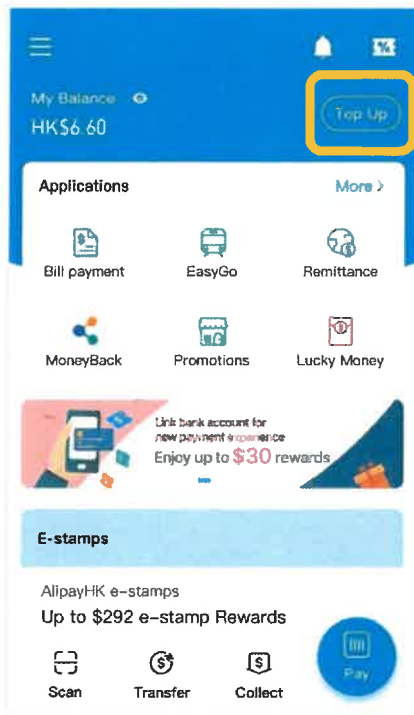 My Balance
HK$6.60
Top Up
Applications
More >
Bill payment
EasyGo
Remittance
MoneyBack
Promotions
Lucky Money
Link bank account for
new payment experience
Enjoy up to $30 rewards
E-stamps
AlipayHK e-stamps
Up to $292 e-stamp Rewards
Scan
Transfer
Collect
Pay